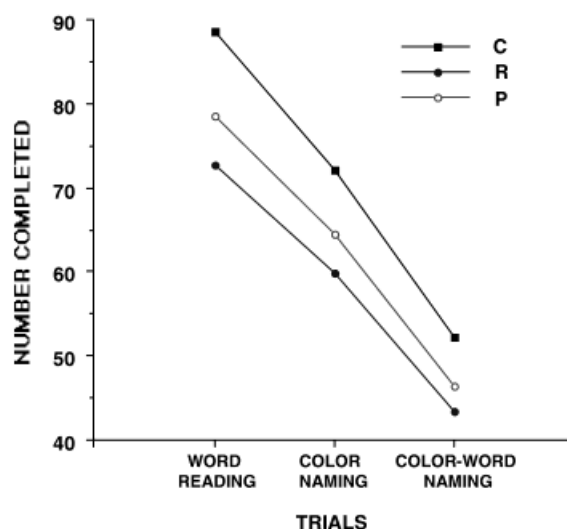 90
80
70
60
50
40
NUMBER COMPLETED
C
R
P
WORD READING
COLOR NAMING
COLOR-WORD NAMING
TRIALS